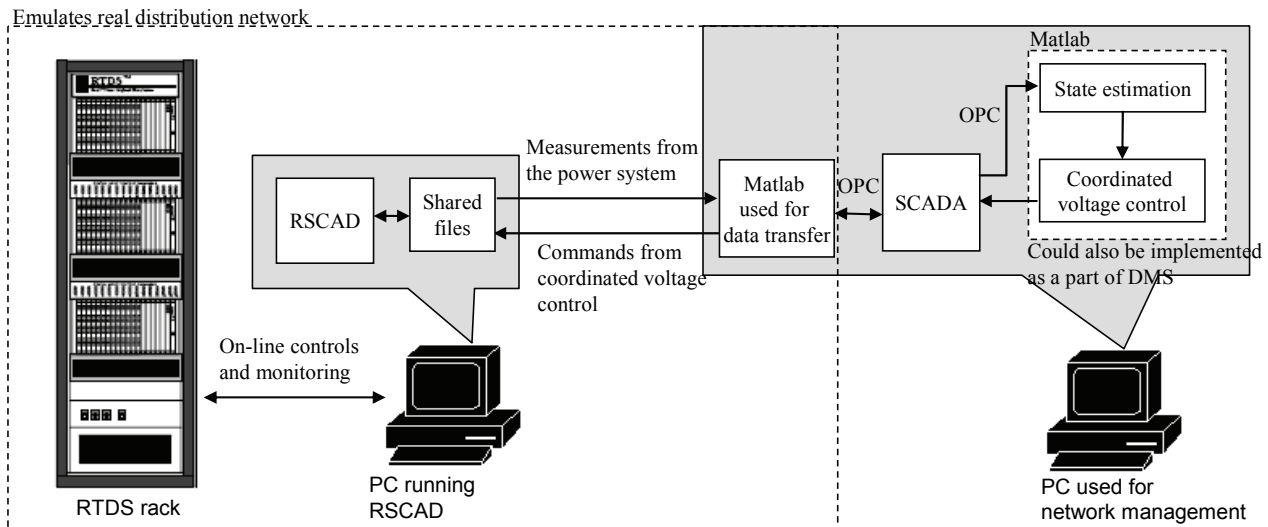 Emulates real distribution network
RTDS
Matlab
State estimation
OPC
Measurements from
the power system
RSCAD
Shared
files
Matlab
used for
data transfer
OPC
SCADA
Coordinated
voltage control
Commands from
coordinated voltage
control
Could also be implemented
as a part of DMS
On-line controls
and monitoring
RTDS rack
PC running
RSCAD
PC used for
network management